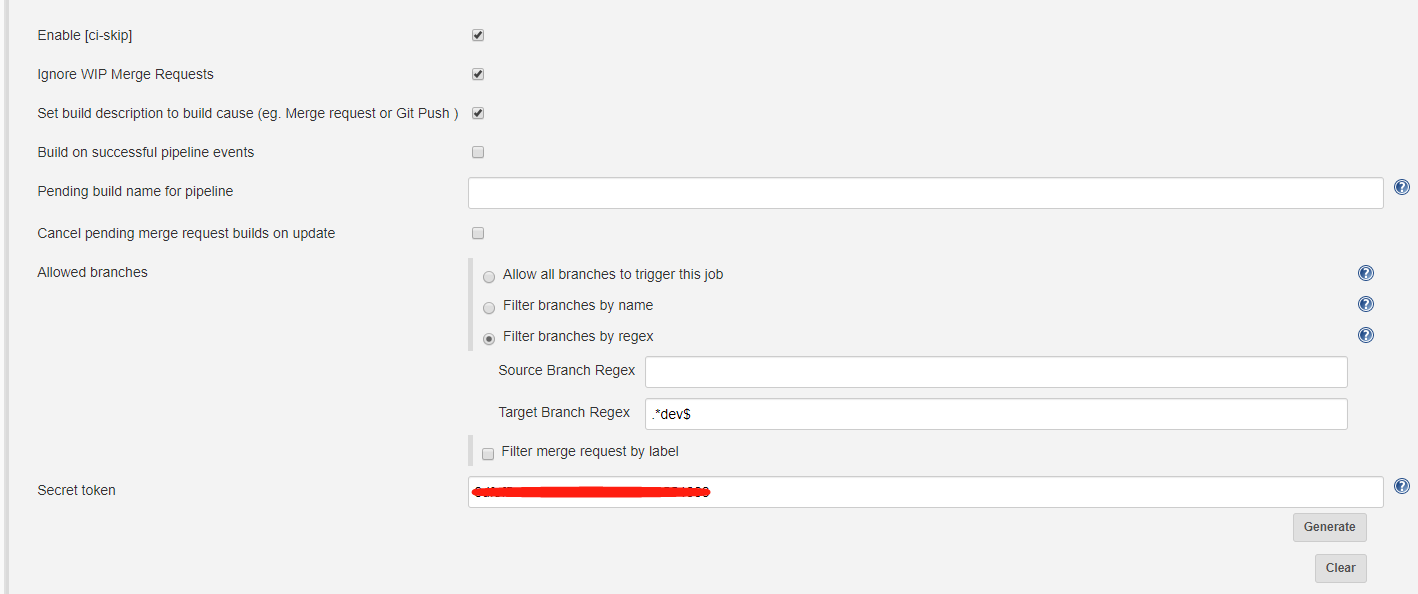 Enable [ci-skip]
Ignore WIP Merge Requests
Set build description to build cause (eg. Merge request or Git Push )
Build on successful pipeline events
Pending build name for pipeline
Cancel pending merge request builds on update
Allowed branches
Allow all branches to trigger this job
Filter branches by name
Filter branches by regex
Source Branch Regex
Target Branch Regex .*dev$
Filter merge request by label
Secret token
Generate
Clear